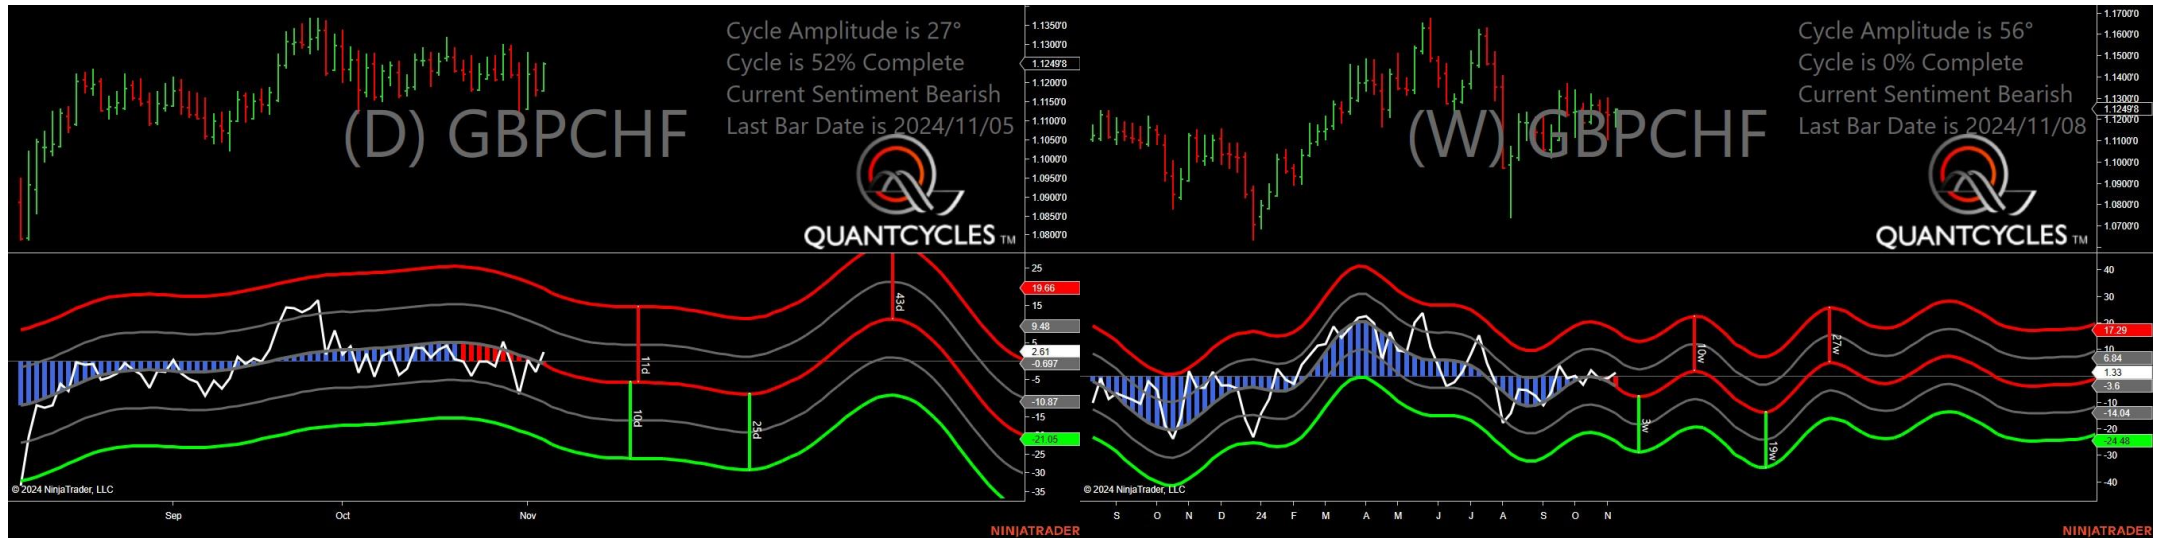 Cycle Amplitude is 27°
Cycle is 52% Complete
Current Sentiment Bearish
Last Bar Date is 2024/11/05
(D) GBPCHF
QUANTCYCLES TM
1.1350'0
1.1300'0
1.1249'8
1.1200'0
1.1150'0
1.1100'0
1.1050'0
1.1000'0
1.0950'0
1.0900'0
1.0850'0
1.0800'0
25
19.66
15
9.48
5
2.61
-0.697
-5
-10.87
-15
-21.05
-25
-30
-35
11d
10d
25d
43d
© 2024 NinjaTrader, LLC
Sep Oct Nov
NINJATRADER
Cycle Amplitude is 56°
Cycle is 0% Complete
Current Sentiment Bearish
Last Bar Date is 2024/11/08
(W) GBPCHF
QUANTCYCLES TM
1.1700'0
1.1600'0
1.1500'0
1.1400'0
1.1300'0
1.1249'8
1.1200'0
1.1100'0
1.1000'0
1.0900'0
1.0800'0
1.0700'0
40
30
20
17.29
10
6.84
1.33
-3.6
-10
-14.04
-20
-24.48
-30
-40
3w
10w
19w
27w
© 2024 NinjaTrader, LLC
S O N D 24 F M A M J J A S O N
NINJATRADER